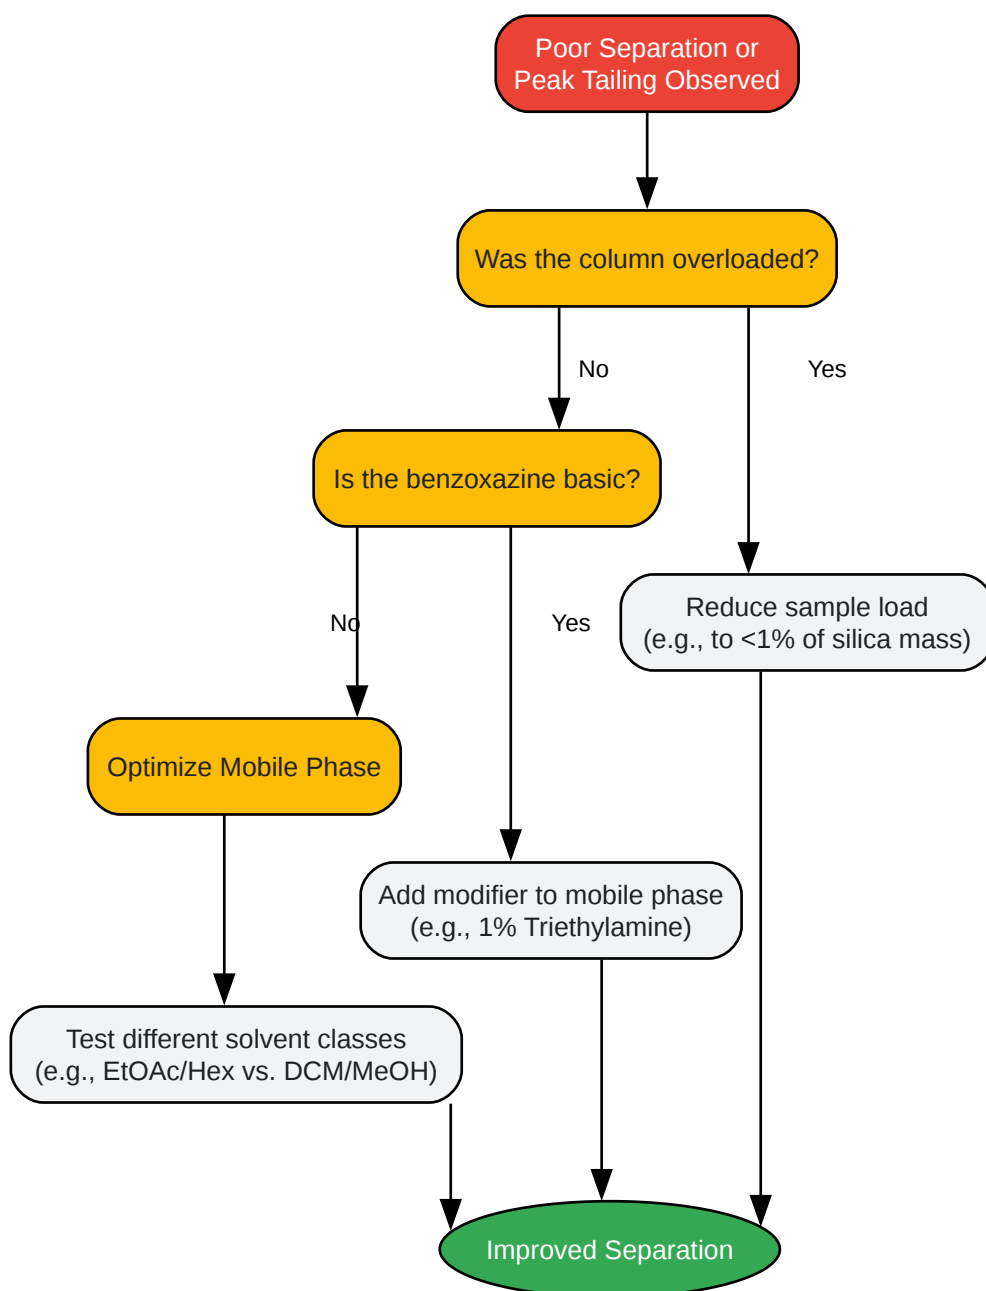 Poor Separation or
Peak Tailing Observed
Was the column overloaded?
No
Yes
Is the benzoxazine basic?
Reduce sample load
(e.g., to <1% of silica mass)
No
Yes
Optimize Mobile Phase
Add modifier to mobile phase
(e.g., 1% Triethylamine)
Test different solvent classes
(e.g., EtOAc/Hex vs. DCM/MeOH)
Improved Separation